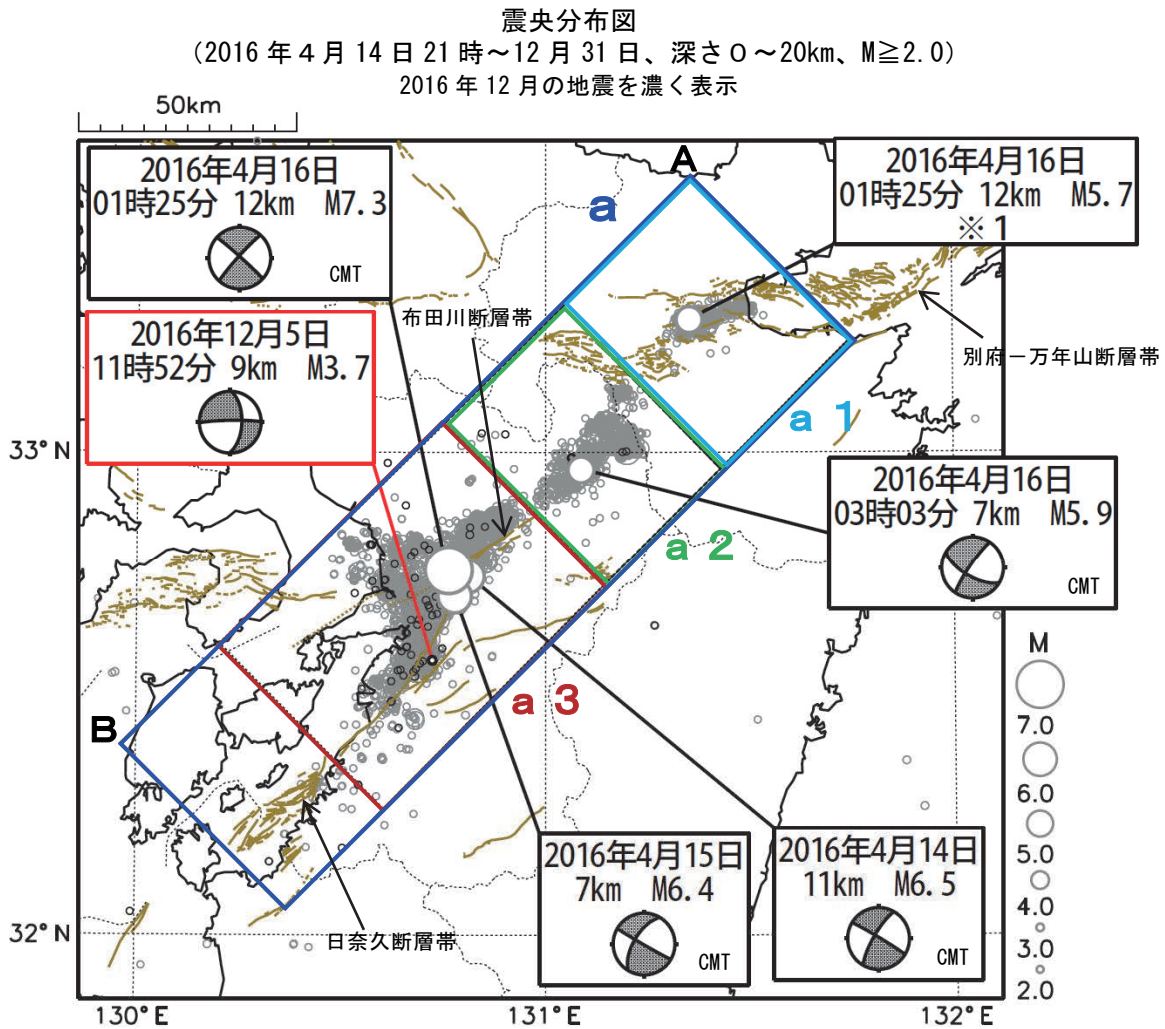 震央分布図
（2016年４月14日21時～12月31日、深さ０～20km、M≧2.0）
2016年12月の地震を濃く表示
50km
2016年4月16日
01時25分 12km M7.3
CMT
A
a
2016年4月16日
01時25分 12km M5.7
※1
2016年12月5日
11時52分 9km M3.7
布田川断層帯
別府－万年山断層帯
a 1
33°N
2016年4月16日
03時03分 7km M5.9
CMT
a 2
a 3
B
M
7.0
6.0
5.0
4.0
3.0
2.0
2016年4月15日
7km M6.4
CMT
2016年4月14日
11km M6.5
CMT
32°N
日奈久断層帯
130°E
131°E
132°E